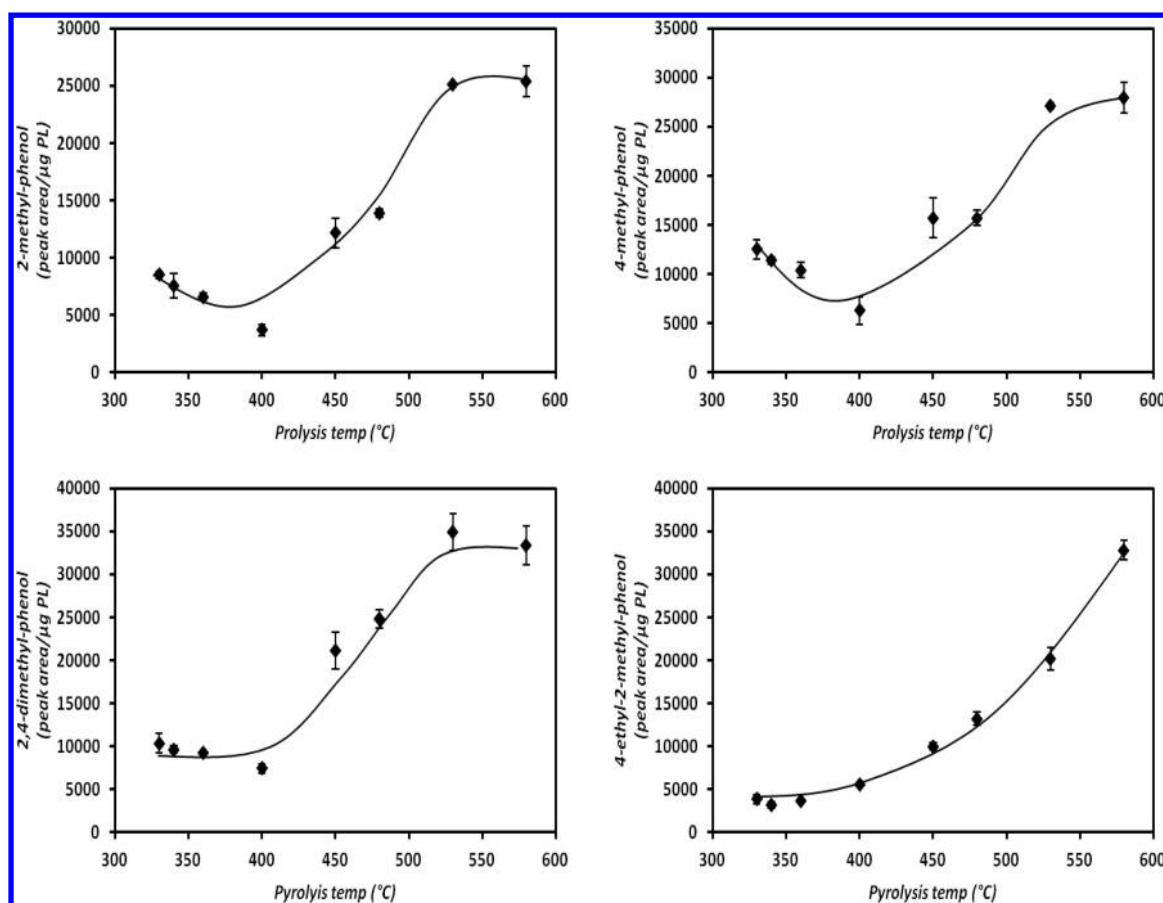 2-methyl-phenol
(peak area/µg PL)
30000
25000
20000
15000
10000
5000
0
300 350 400 450 500 550 600
Prolysis temp (°C)
4-methyl-phenol
(peak area/µg PL)
35000
30000
25000
20000
15000
10000
5000
0
300 350 400 450 500 550 600
Prolysis temp (°C)
2,4-dimethyl-phenol
(peak area/µg PL)
40000
35000
30000
25000
20000
15000
10000
5000
0
300 350 400 450 500 550 600
Pyrolysis temp (°C)
4-ethyl-2-methyl-phenol
(peak area/µg PL)
40000
35000
30000
25000
20000
15000
10000
5000
0
300 350 400 450 500 550 600
Pyrolysis temp (°C)